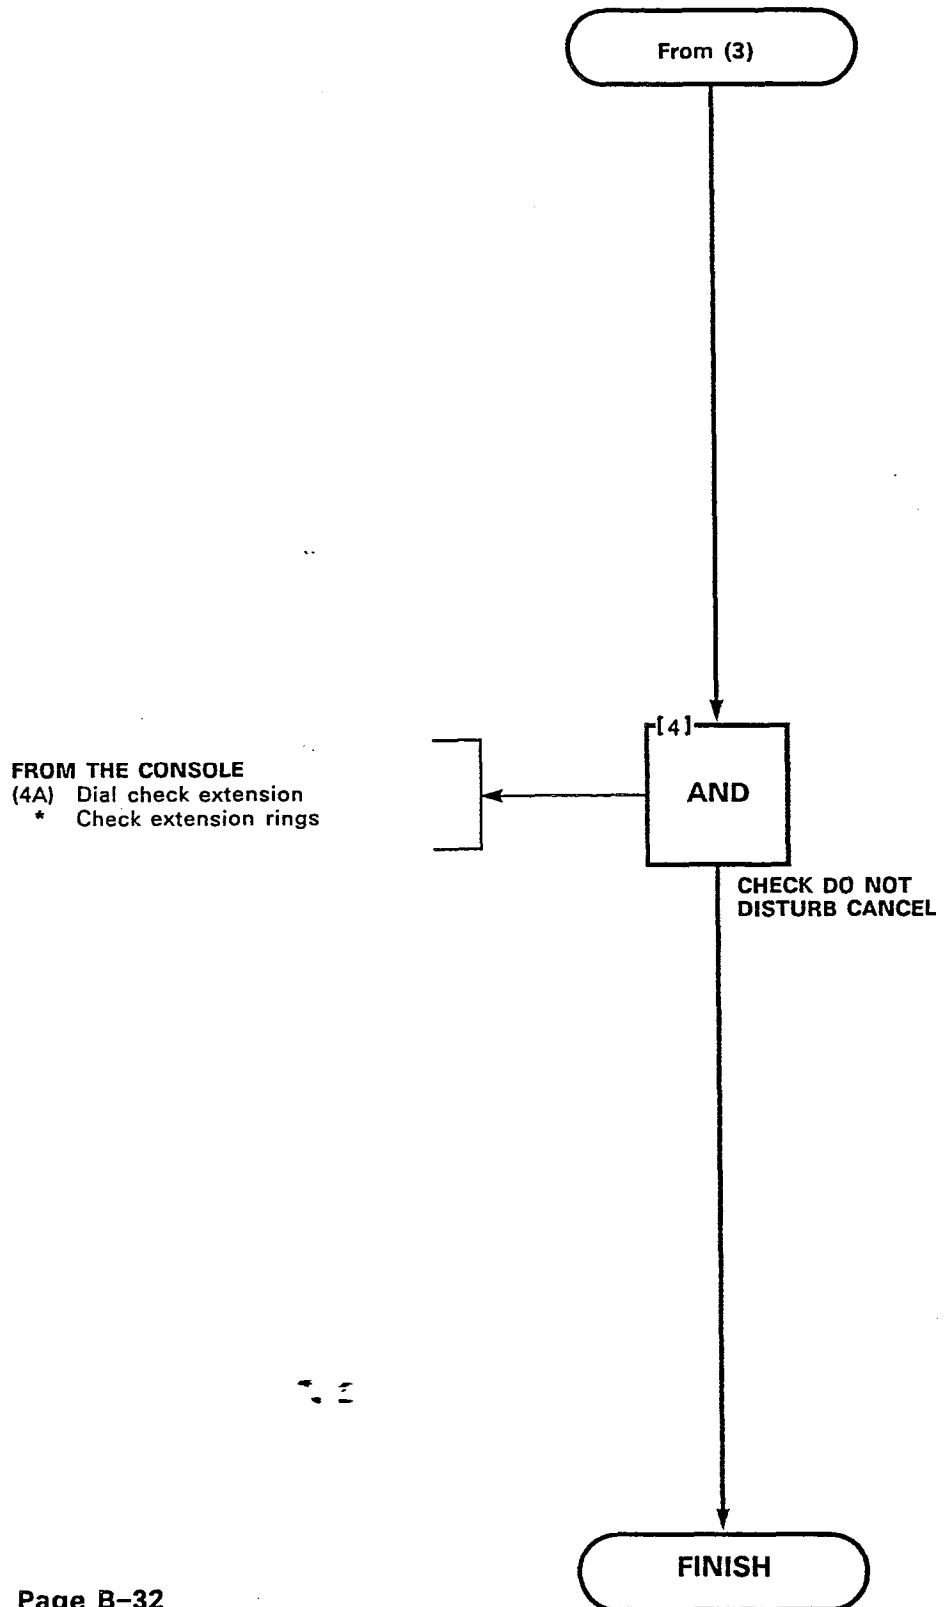 From (3)
[4]
AND
FROM THE CONSOLE
(4A) Dial check extension
* Check extension rings
CHECK DO NOT
DISTURB CANCEL
FINISH
Page B–32